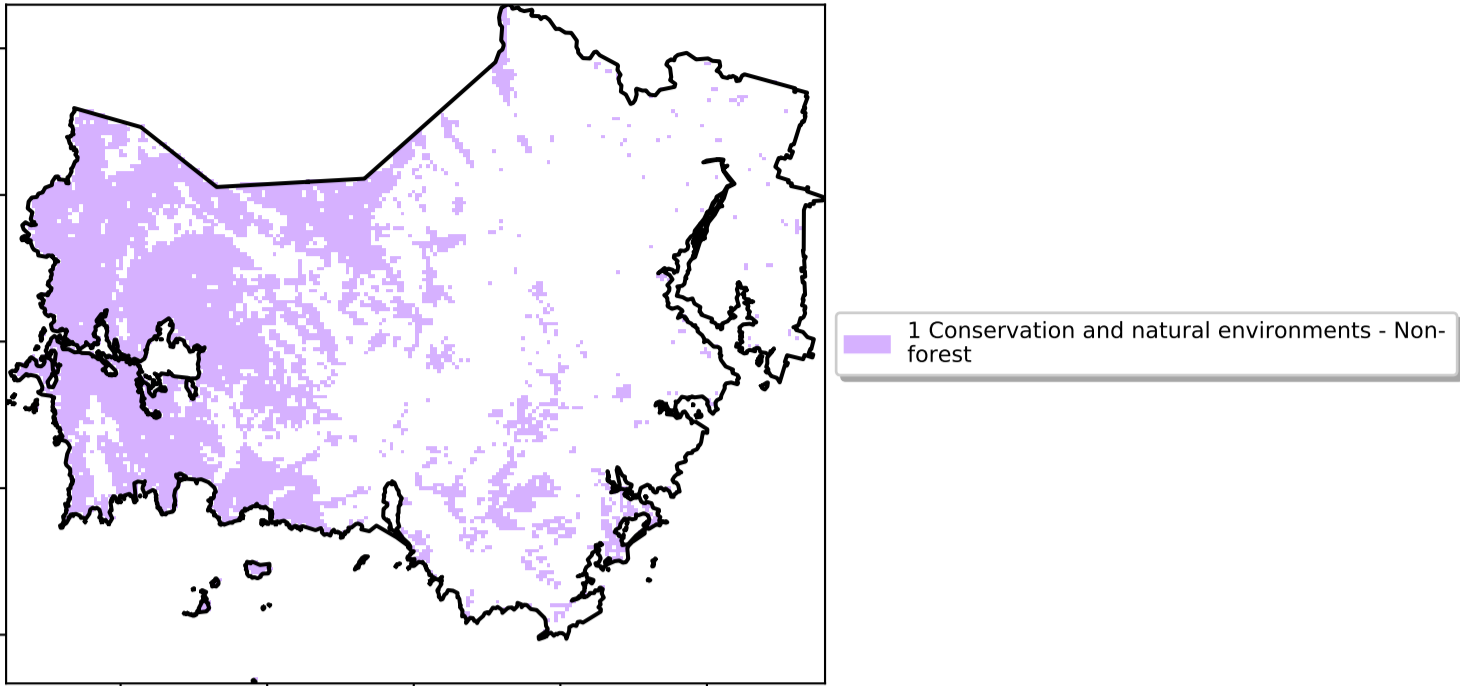 1 Conservation and natural environments - Non-
forest